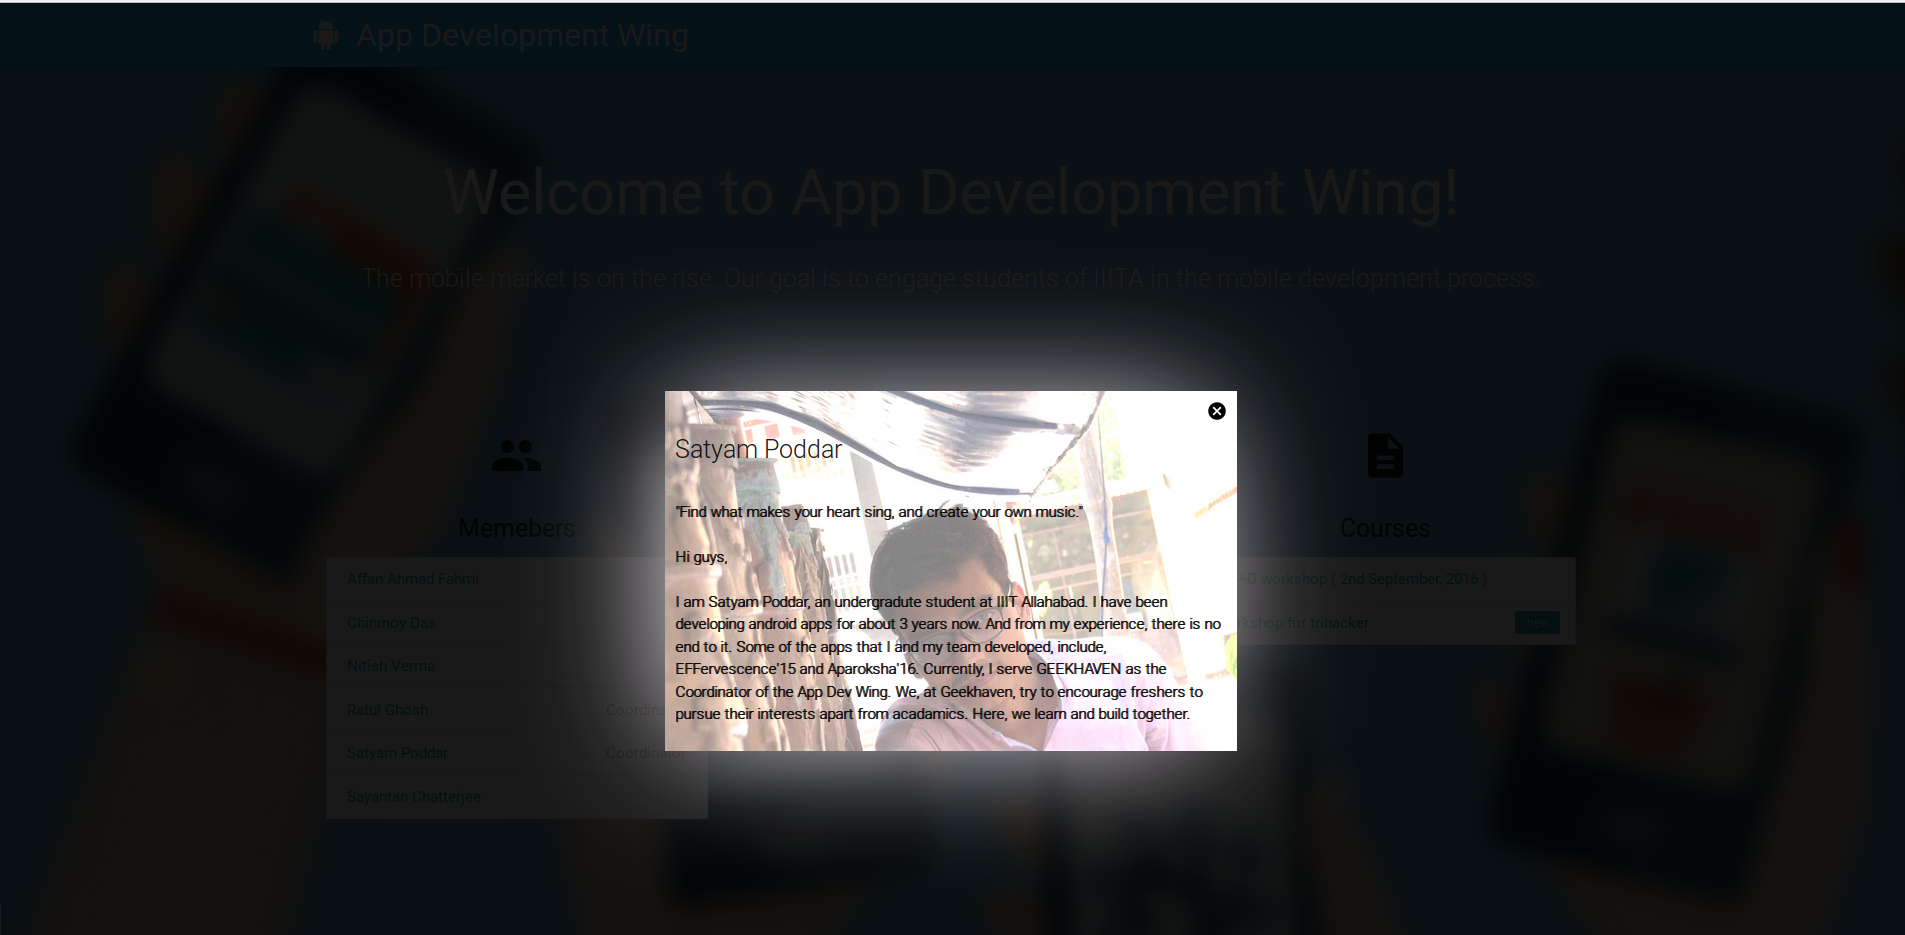 App Development Wing
Welcome to App Development Wing!
The mobile market is on the rise. Our goal is to engage students of IIITA in the mobile development process.
Memebers
Affan Ahmad Fahmi
Chinmoy Das
Nitish Verme
Ratul Ghosh Coordina
Satyam Poddar Coordinator
Sayantan Chatterjee
Satyam Poddar
"Find what makes your heart sing, and create your own music."
Hi guys,
I am Satyam Poddar, an undergradute student at IIIT Allahabad. I have been
developing android apps for about 3 years now. And from my experience, there is no
end to it. Some of the apps that I and my team developed, include,
EFFervescence'15 and Aparoksha'16. Currently, I serve GEEKHAVEN as the
Coordinator of the App Dev Wing. We, at Geekhaven, try to encourage freshers to
pursue their interests apart from acadamics. Here, we learn and build together.
Courses
-D workshop ( 2nd September, 2016 )
kshop for trihacker new